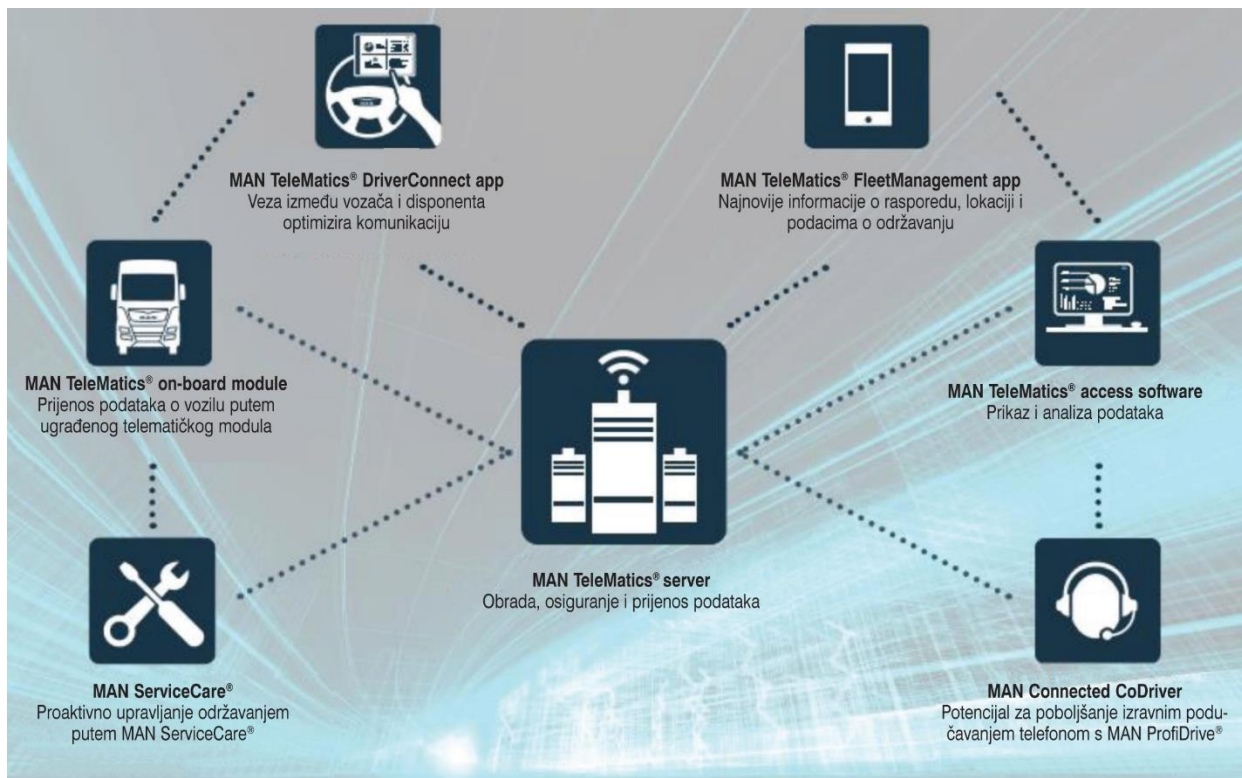 MAN TeleMatics® DriverConnect app
Veza između vozača i disponenta
optimizira komunikaciju
MAN TeleMatics® FleetManagement app
Najnovije informacije o rasporedu, lokaciji i
podacima o održavanju
MAN TeleMatics® on-board module
Prijenos podataka o vozilu putem
ugrađenog telematičkog modula
MAN TeleMatics® access software
Prikaz i analiza podataka
MAN TeleMatics® server
Obrada, osiguranje i prijenos podataka
MAN ServiceCare®
Proaktivno upravljanje održavanjem
putem MAN ServiceCare®
MAN Connected CoDriver
Potencijal za poboljšanje izravnim podu-
čavanjem telefonom s MAN ProfiDrive®